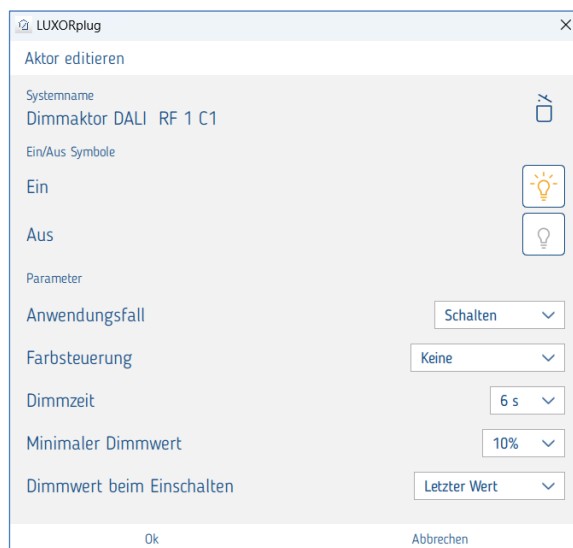 LUXORplug
Aktor editieren
Systemname
Dimmaktor DALI  RF 1 C1
Ein/Aus Symbole
Ein
Aus
Parameter
Anwendungsfall Schalten
Farbsteuerung Keine
Dimmzeit 6 s
Minimaler Dimmwert 10%
Dimmwert beim Einschalten Letzter Wert
Ok Abbrechen